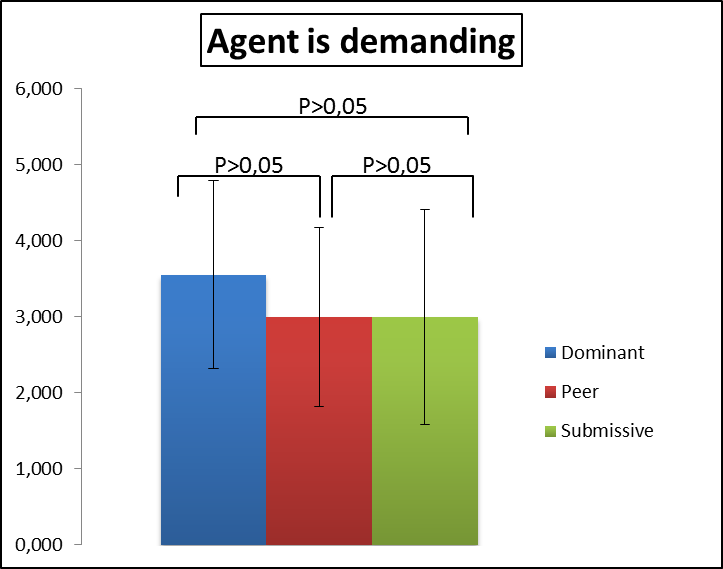 Agent is demanding
6,000
5,000
4,000
3,000
2,000
1,000
0,000
P>0,05
P>0,05
P>0,05
Dominant
Peer
Submissive